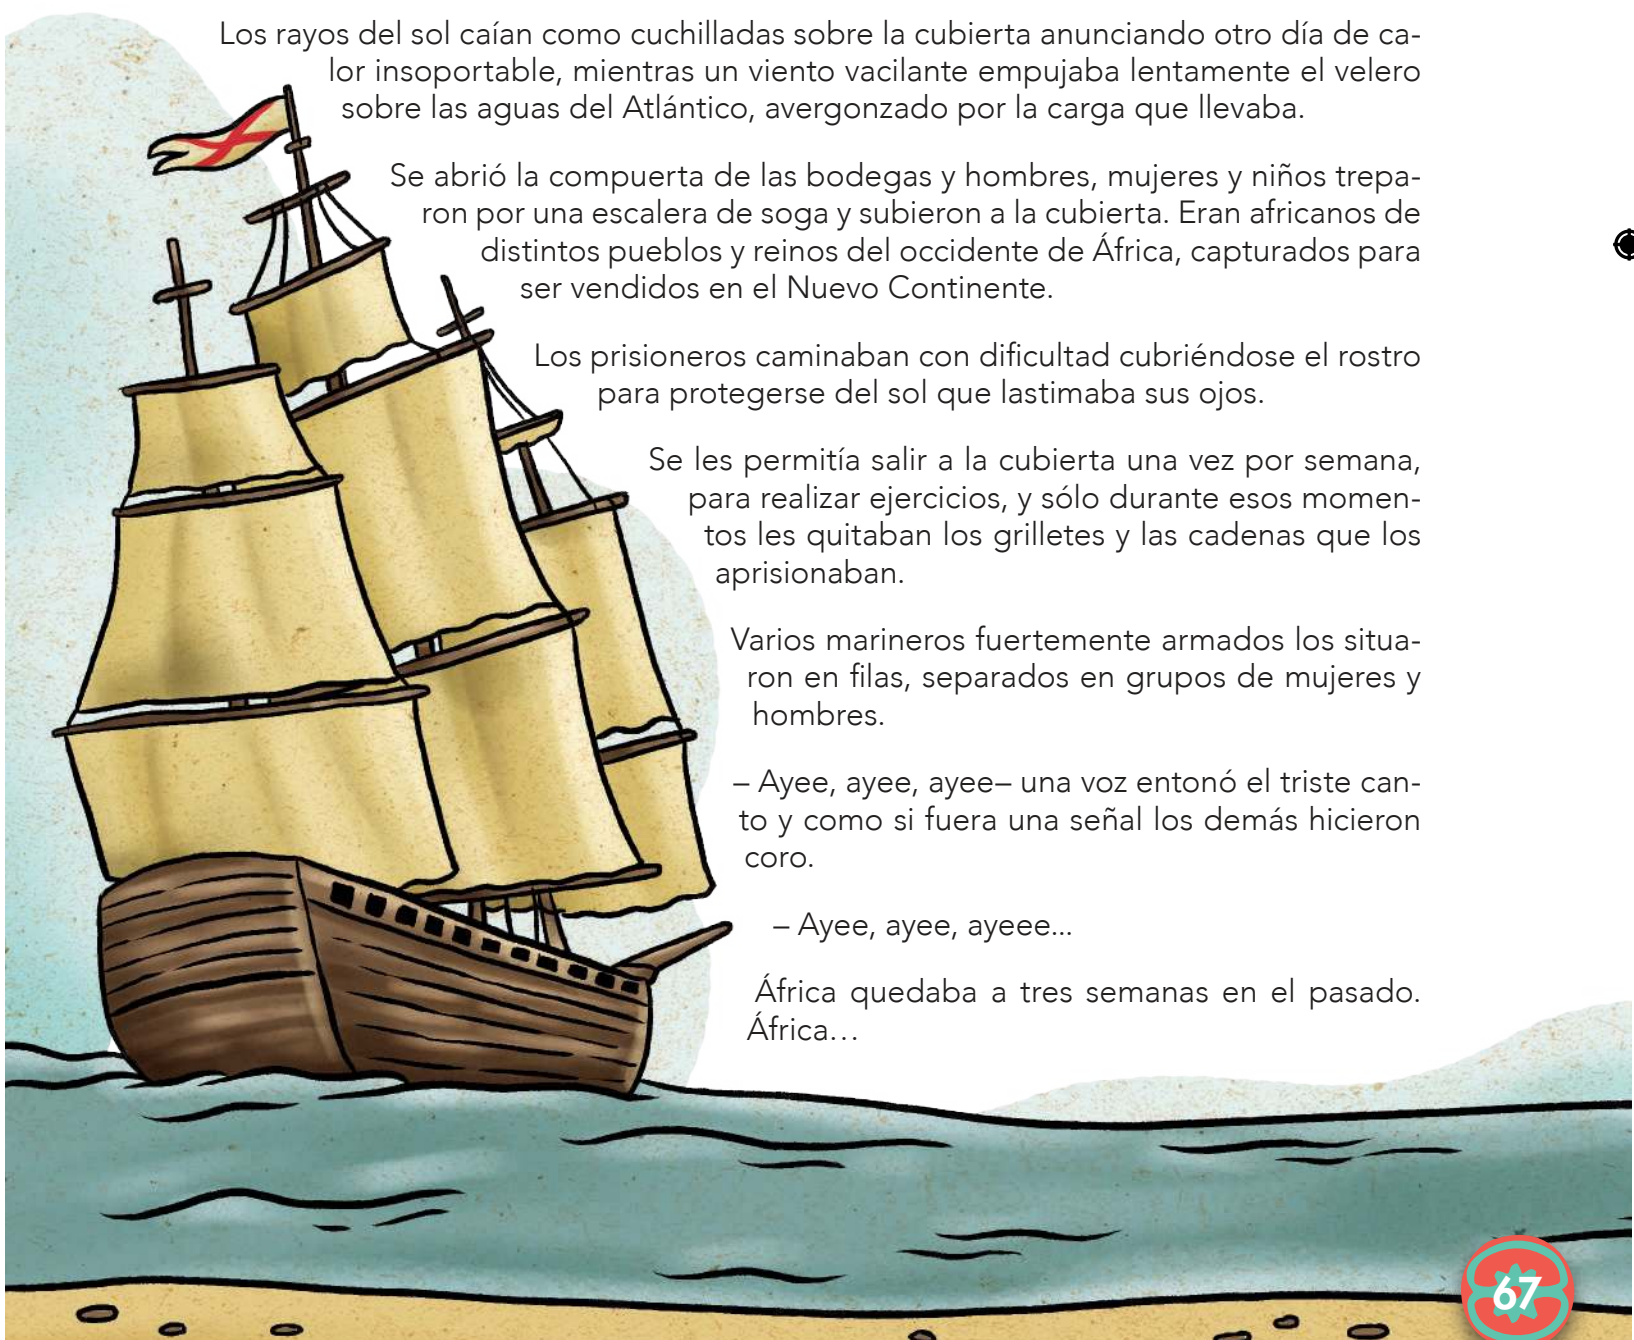 Los rayos del sol caían como cuchilladas sobre la cubierta anunciando otro día de ca-
lor insoportable, mientras un viento vacilante empujaba lentamente el velero
sobre las aguas del Atlántico, avergonzado por la carga que llevaba.
Se abrió la compuerta de las bodegas y hombres, mujeres y niños trepa-
ron por una escalera de soga y subieron a la cubierta. Eran africanos de
distintos pueblos y reinos del occidente de África, capturados para
ser vendidos en el Nuevo Continente.
Los prisioneros caminaban con dificultad cubriéndose el rostro
para protegerse del sol que lastimaba sus ojos.
Se les permitía salir a la cubierta una vez por semana,
para realizar ejercicios, y sólo durante esos momen-
tos les quitaban los grilletes y las cadenas que los
aprisionaban.
Varios marineros fuertemente armados los situa-
ron en filas, separados en grupos de mujeres y
hombres.
– Ayee, ayee, ayee– una voz entonó el triste can-
to y como si fuera una señal los demás hicieron
coro.
– Ayee, ayee, ayeee...
África quedaba a tres semanas en el pasado.
África…
67